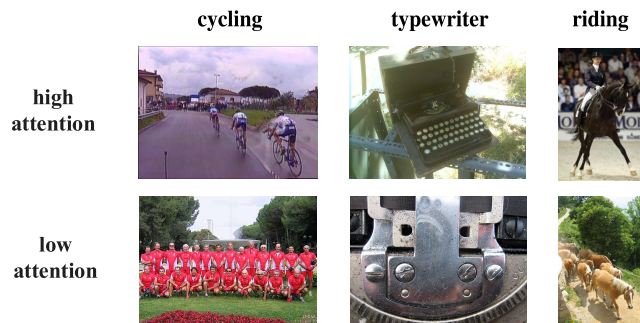 cycling typewriter riding
high
attention
low
attention